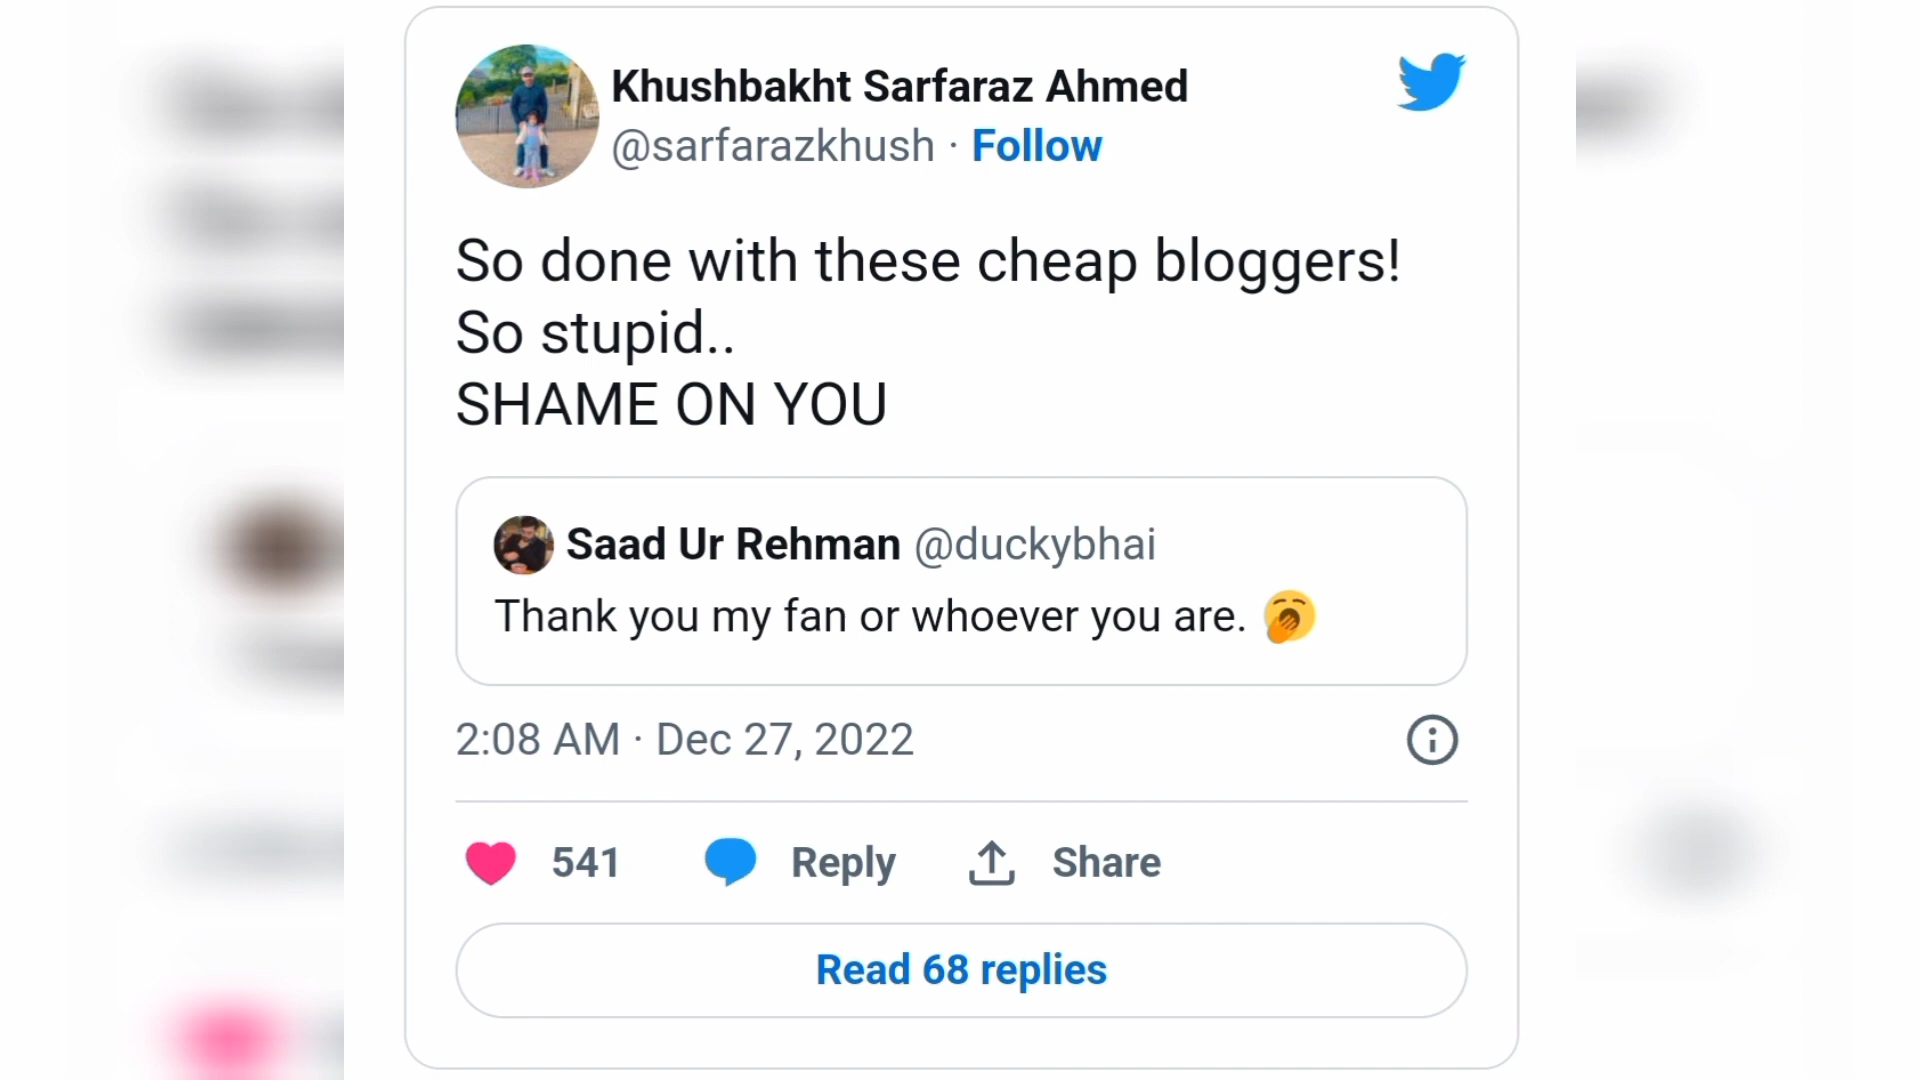 Khushbakht Sarfaraz Ahmed
@sarfarazkhush · Follow
So done with these cheap bloggers!
So stupid..
SHAME ON YOU
Saad Ur Rehman @duckybhai
Thank you my fan or whoever you are. 🥱
2:08 AM · Dec 27, 2022
541 Reply Share
Read 68 replies